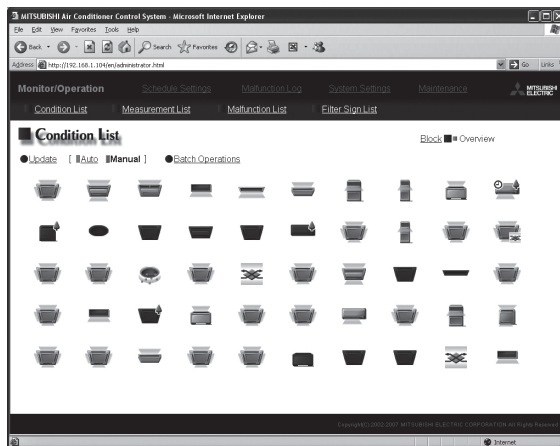 MITSUBISHI Air Conditioner Control System - Microsoft Internet Explorer
File Edit View Favorites Tools Help
Back Search Favorites
Address http://192.168.1.104/en/administrator.html Go Links
Monitor/Operation Schedule Settings Malfunction Log System Settings Maintenance MITSUBISHI ELECTRIC
Condition List Measurement List Malfunction List Filter Sign List
Condition List Block Overview
Update [ Auto Manual ] Batch Operations
Copyright(C) 2002-2007 MITSUBISHI ELECTRIC CORPORATION All Rights Reserved
Internet